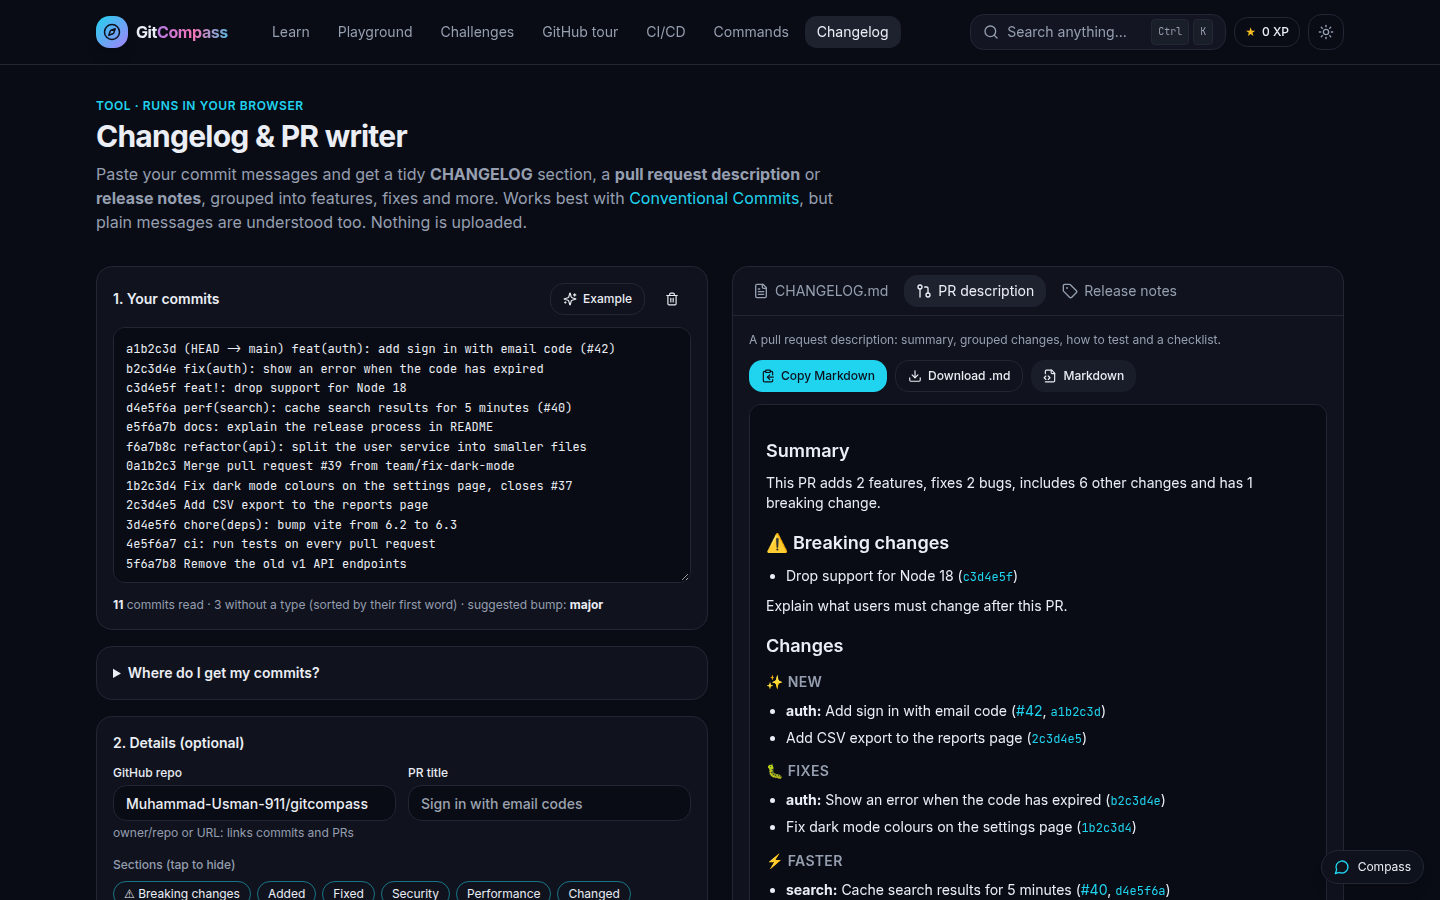 GitCompass
Learn
Playground
Challenges
GitHub tour
CI/CD
Commands
Changelog
Search anything...
Ctrl
K
★ 0 XP
TOOL · RUNS IN YOUR BROWSER
Changelog & PR writer
Paste your commit messages and get a tidy CHANGELOG section, a pull request description or
release notes, grouped into features, fixes and more. Works best with Conventional Commits, but
plain messages are understood too. Nothing is uploaded.
1. Your commits
Example
a1b2c3d (HEAD -> main) feat(auth): add sign in with email code (#42)
b2c3d4e fix(auth): show an error when the code has expired
c3d4e5f feat!: drop support for Node 18
d4e5f6a perf(search): cache search results for 5 minutes (#40)
e5f6a7b docs: explain the release process in README
f6a7b8c refactor(api): split the user service into smaller files
0a1b2c3 Merge pull request #39 from team/fix-dark-mode
1b2c3d4 Fix dark mode colours on the settings page, closes #37
2c3d4e5 Add CSV export to the reports page
3d4e5f6 chore(deps): bump vite from 6.2 to 6.3
4e5f6a7 ci: run tests on every pull request
5f6a7b8 Remove the old v1 API endpoints
11 commits read · 3 without a type (sorted by their first word) · suggested bump: major
Where do I get my commits?
2. Details (optional)
GitHub repo
PR title
Muhammad-Usman-911/gitcompass
Sign in with email codes
owner/repo or URL: links commits and PRs
Sections (tap to hide)
⚠ Breaking changes
Added
Fixed
Security
Performance
Changed
CHANGELOG.md
PR description
Release notes
A pull request description: summary, grouped changes, how to test and a checklist.
Copy Markdown
Download .md
Markdown
Summary
This PR adds 2 features, fixes 2 bugs, includes 6 other changes and has 1
breaking change.
⚠️ Breaking changes
• Drop support for Node 18 (c3d4e5f)
Explain what users must change after this PR.
Changes
✨ NEW
• auth: Add sign in with email code (#42, a1b2c3d)
• Add CSV export to the reports page (2c3d4e5)
🐛 FIXES
• auth: Show an error when the code has expired (b2c3d4e)
• Fix dark mode colours on the settings page (1b2c3d4)
⚡ FASTER
• search: Cache search results for 5 minutes (#40, d4e5f6a)
Compass